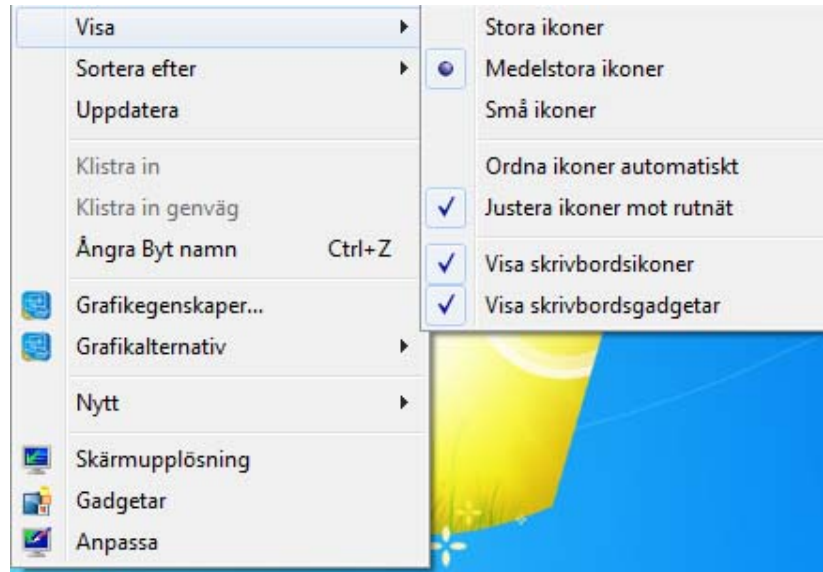 Visa
Sortera efter
Uppdatera
Klistra in
Klistra in genväg
Ångra Byt namn Ctrl+Z
Grafikegenskaper...
Grafikalternativ
Nytt
Skärmupplösning
Gadgetar
Anpassa
Stora ikoner
Medelstora ikoner
Små ikoner
Ordna ikoner automatiskt
Justera ikoner mot rutnät
Visa skrivbordsikoner
Visa skrivbordsgadgetar